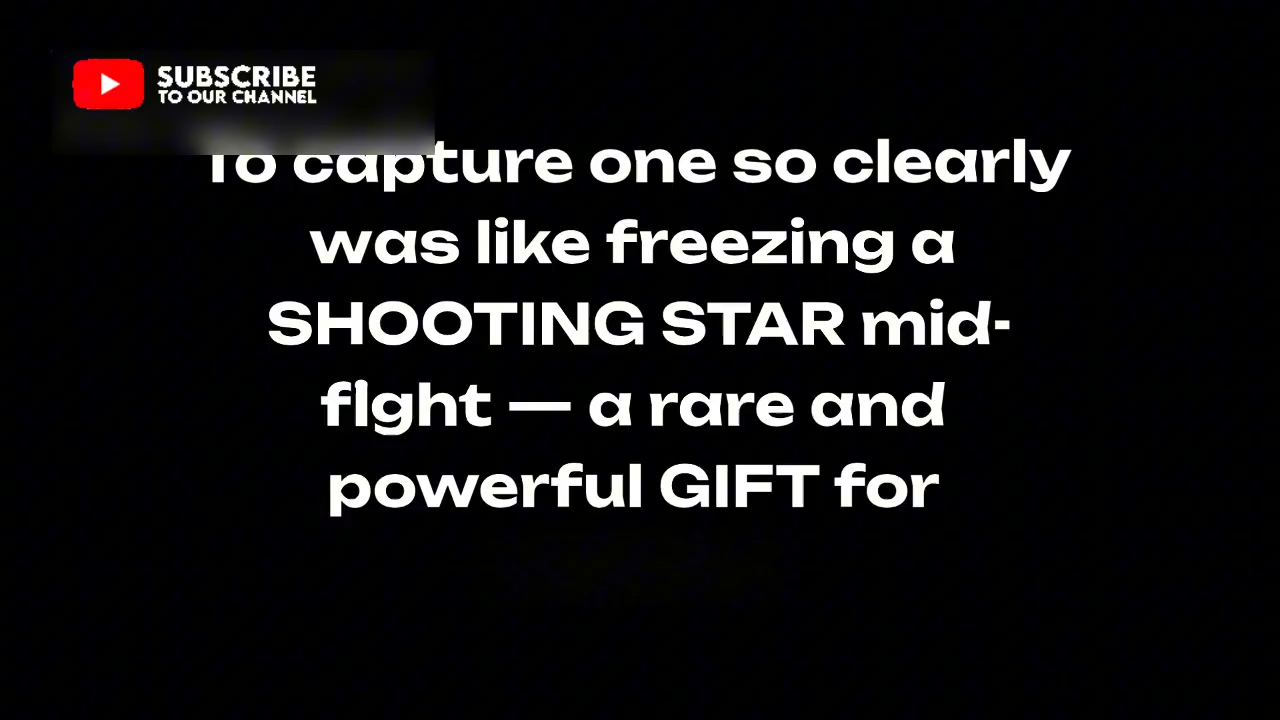 SUBSCRIBE
TO OUR CHANNEL
To capture one so clearly
was like freezing a
SHOOTING STAR mid-
flght — a rare and
powerful GIFT for